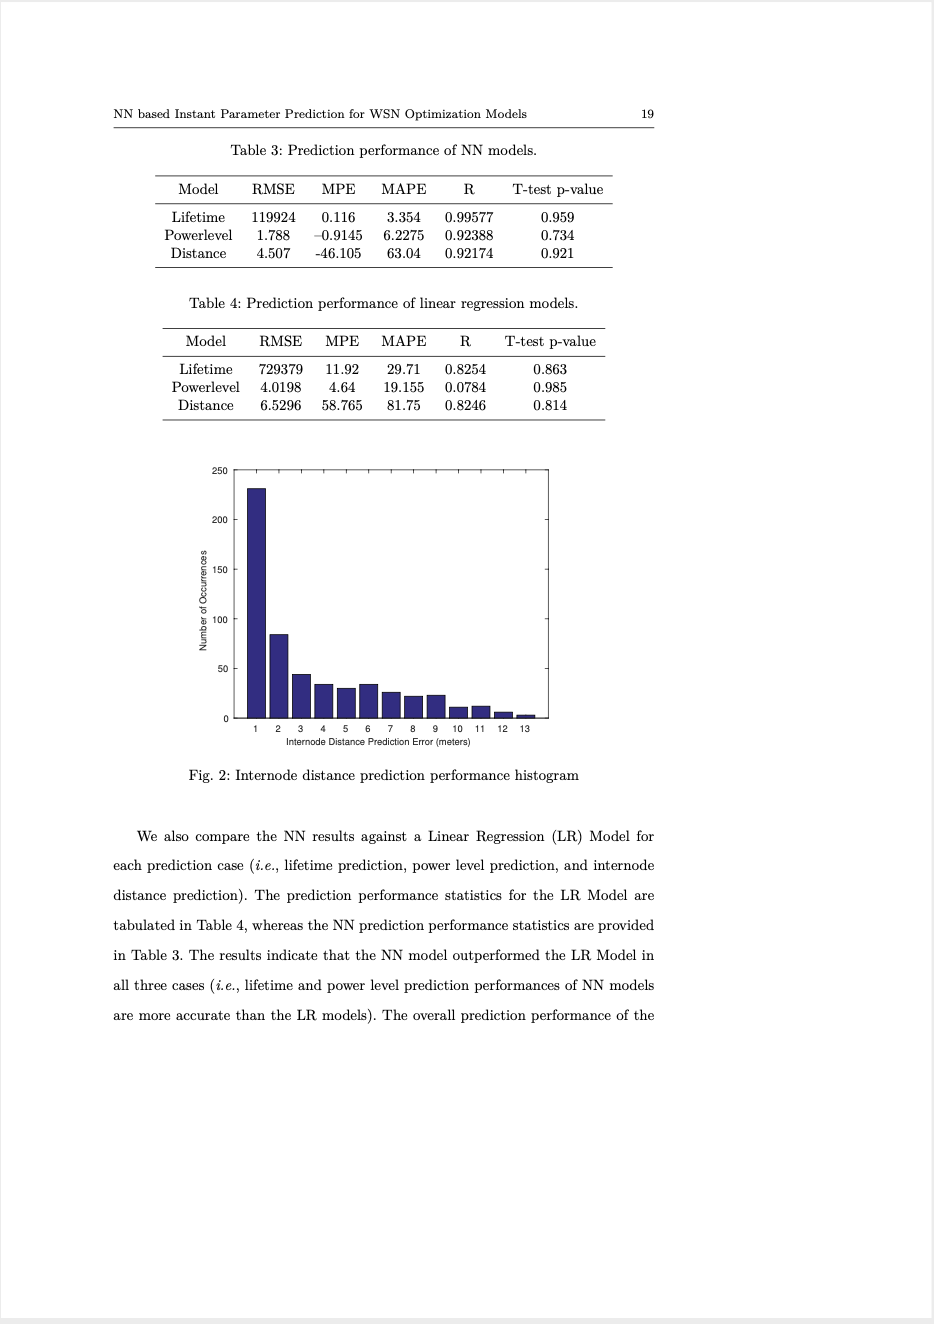 NN based Instant Parameter Prediction for WSN Optimization Models 19
Table 3: Prediction performance of NN models.
Model RMSE MPE MAPE R T-test p-value
Lifetime 119924 0.116 3.354 0.99577 0.959
Powerlevel 1.788 –0.9145 6.2275 0.92388 0.734
Distance 4.507 -46.105 63.04 0.92174 0.921
Table 4: Prediction performance of linear regression models.
Model RMSE MPE MAPE R T-test p-value
Lifetime 729379 11.92 29.71 0.8254 0.863
Powerlevel 4.0198 4.64 19.155 0.0784 0.985
Distance 6.5296 58.765 81.75 0.8246 0.814
250
200
150
100
50
0
Number of Occurrences
1 2 3 4 5 6 7 8 9 10 11 12 13
Internode Distance Prediction Error (meters)
Fig. 2: Internode distance prediction performance histogram
We also compare the NN results against a Linear Regression (LR) Model for
each prediction case (i.e., lifetime prediction, power level prediction, and internode
distance prediction). The prediction performance statistics for the LR Model are
tabulated in Table 4, whereas the NN prediction performance statistics are provided
in Table 3. The results indicate that the NN model outperformed the LR Model in
all three cases (i.e., lifetime and power level prediction performances of NN models
are more accurate than the LR models). The overall prediction performance of the